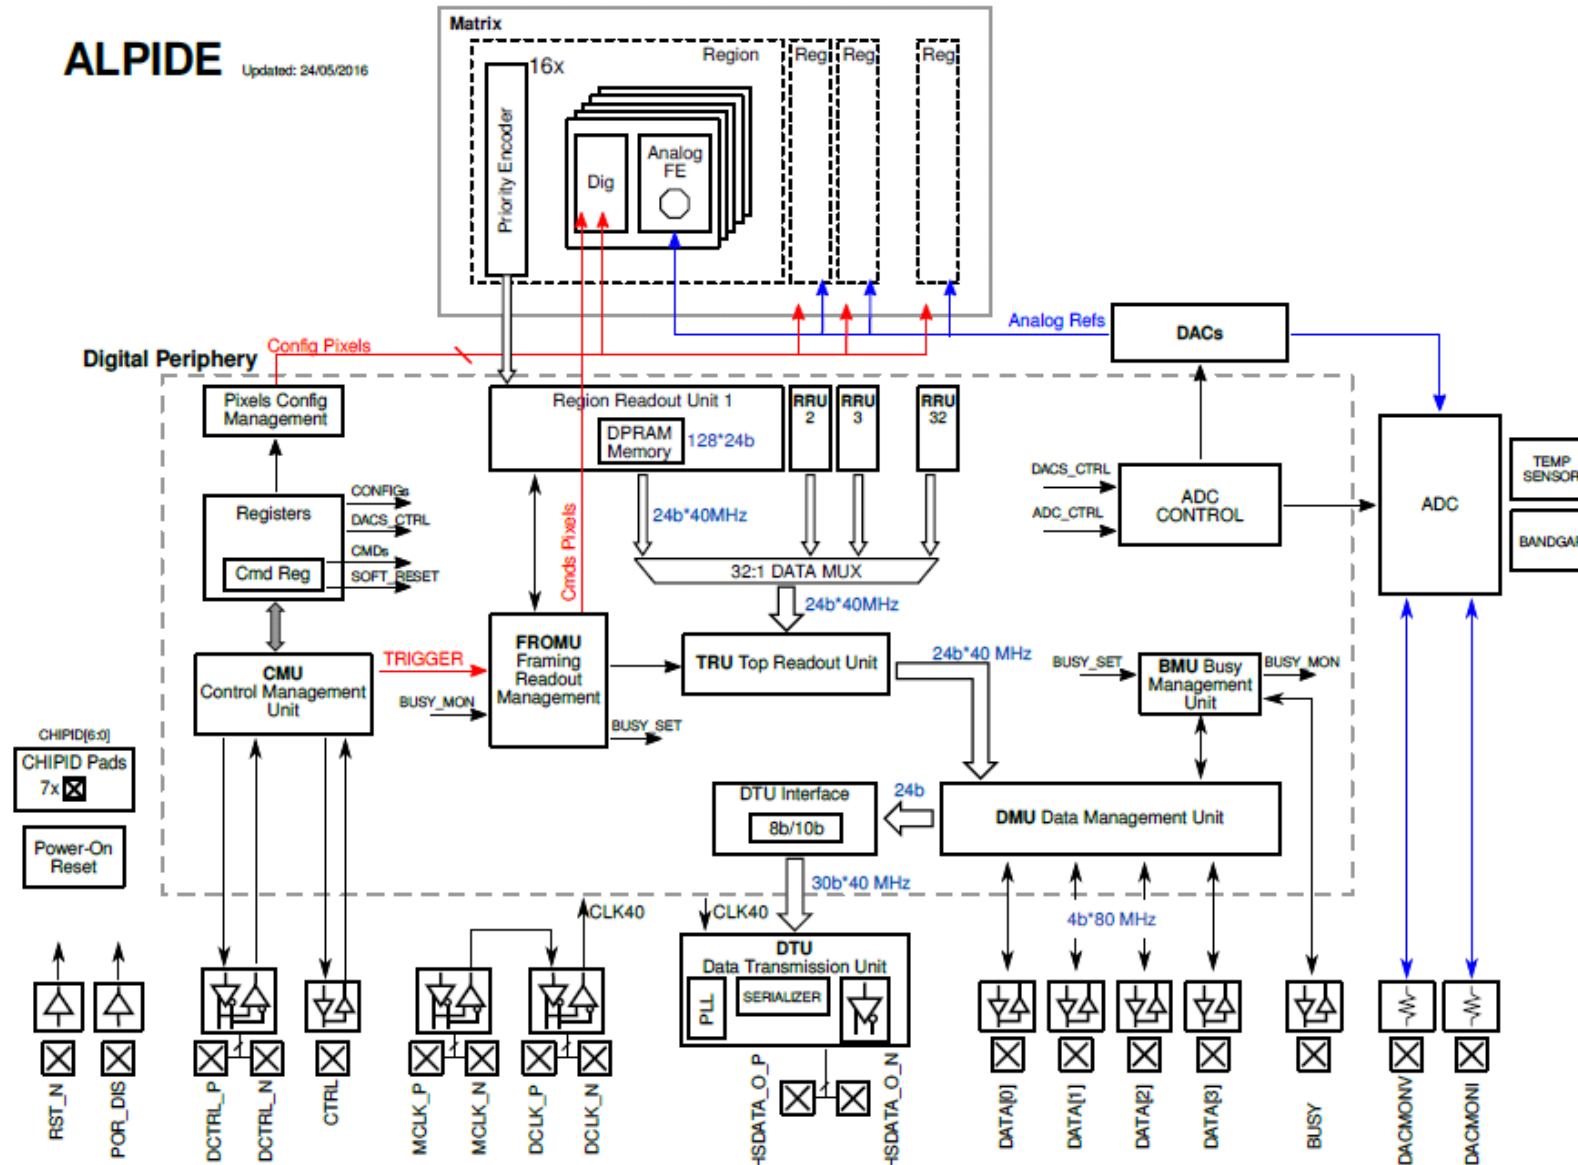 ALPIDE Updated: 24/05/2016
Matrix
Region
Reg
Reg
Reg
16x
Priority Encoder
Dig
Analog
FE
Analog Refs
DACs
Config Pixels
Digital Periphery
Pixels Config
Management
Region Readout Unit 1
DPRAM
Memory
128*24b
RRU
2
RRU
3
RRU
32
Registers
Cmd Reg
CONFIGs
DACS_CTRL
CMDs
SOFT_RESET
24b*40MHz
Cmds Pixels
32:1 DATA MUX
24b*40MHz
DACS_CTRL
ADC_CTRL
ADC
CONTROL
ADC
TEMP
SENSOR
CMU
Control Management
Unit
TRIGGER
BUSY_MON
FROMU
Framing
Readout
Management
BUSY_SET
TRU Top Readout Unit
24b*40 MHz
BUSY_SET
BMU Busy
Management
Unit
BUSY_MON
CHIPID[6:0]
CHIPID Pads
7x
Power-On
Reset
DTU Interface
8b/10b
24b
DMU Data Management Unit
30b*40 MHz
CLK40
CLK40
4b*80 MHz
DTU
Data Transmission Unit
PLL
SERIALIZER
RST_N
POR_DIS
DCTRL_P
DCTRL_N
CTRL
MCLK_P
MCLK_N
DCLK_P
DCLK_N
HSDATA_O_P
HSDATA_O_N
DATA[0]
DATA[1]
DATA[2]
DATA[3]
BUSY
DACMONV
DACMONI